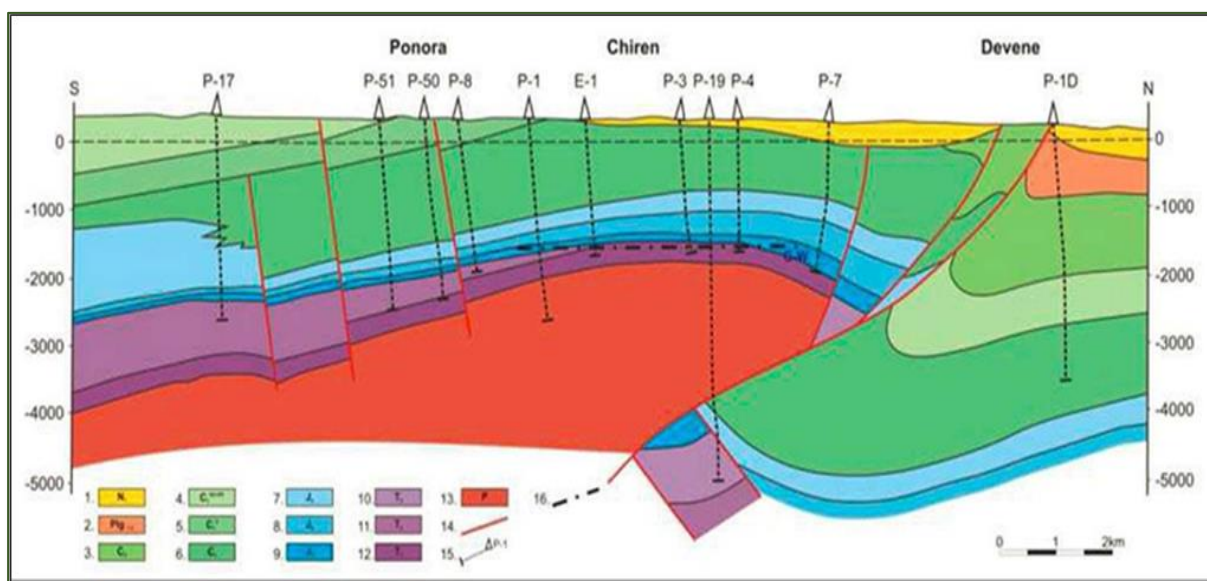 Ponora Chiren Devene
S P-17 P-51 P-50 P-8 P-1 E-1 P-3 P-19 P-4 P-7 P-1D N
0 0
-1000 -1000
-2000 -2000
-3000 -3000
-4000 -4000
-5000 -5000
1. 4. 7. 10. 13. 16.
2. 5. 8. 11. 14.
3. 6. 9. 12. 15. P-1
0 1 2km